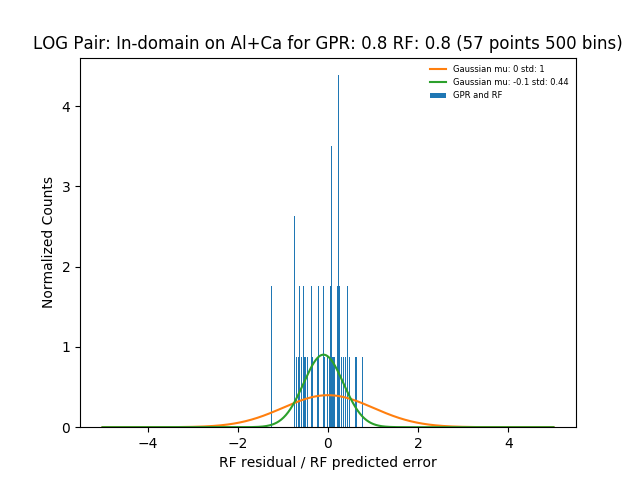 LOG Pair: In-domain on Al+Ca for GPR: 0.8 RF: 0.8 (57 points 500 bins)
Gaussian mu: 0 std: 1
Gaussian mu: -0.1 std: 0.44
GPR and RF
Normalized Counts
4
3
2
1
0
−4 −2 0 2 4
RF residual / RF predicted error